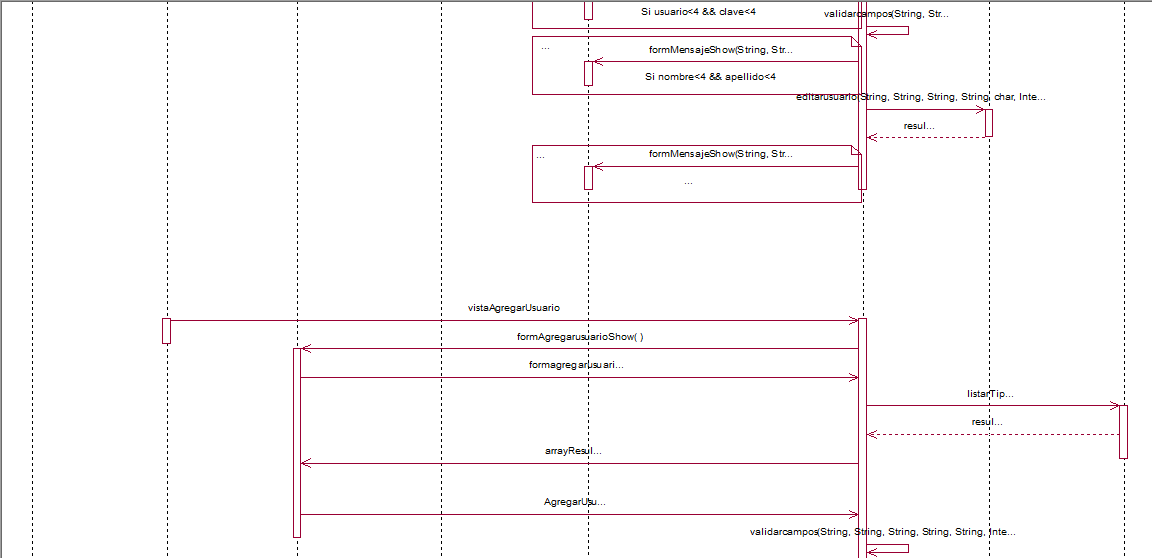 Si usuario<4 && clave<4
validarcampos(String, Str...
...
formMensajeShow(String, Str...
Si nombre<4 && apellido<4
editarusuario(String, String, String, String, char, Inte...
resul...
...
formMensajeShow(String, Str...
...
vistaAgregarUsuario
formAgregarusuarioShow( )
formagregarusuari...
listarTip...
resul...
arrayResul...
AgregarUsu...
validarcampos(String, String, String, String, String, Inte...